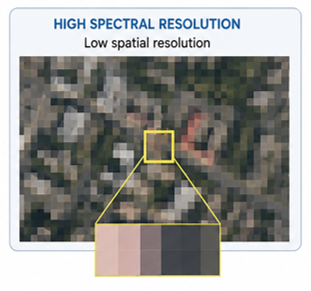 HIGH SPECTRAL RESOLUTION
Low spatial resolution